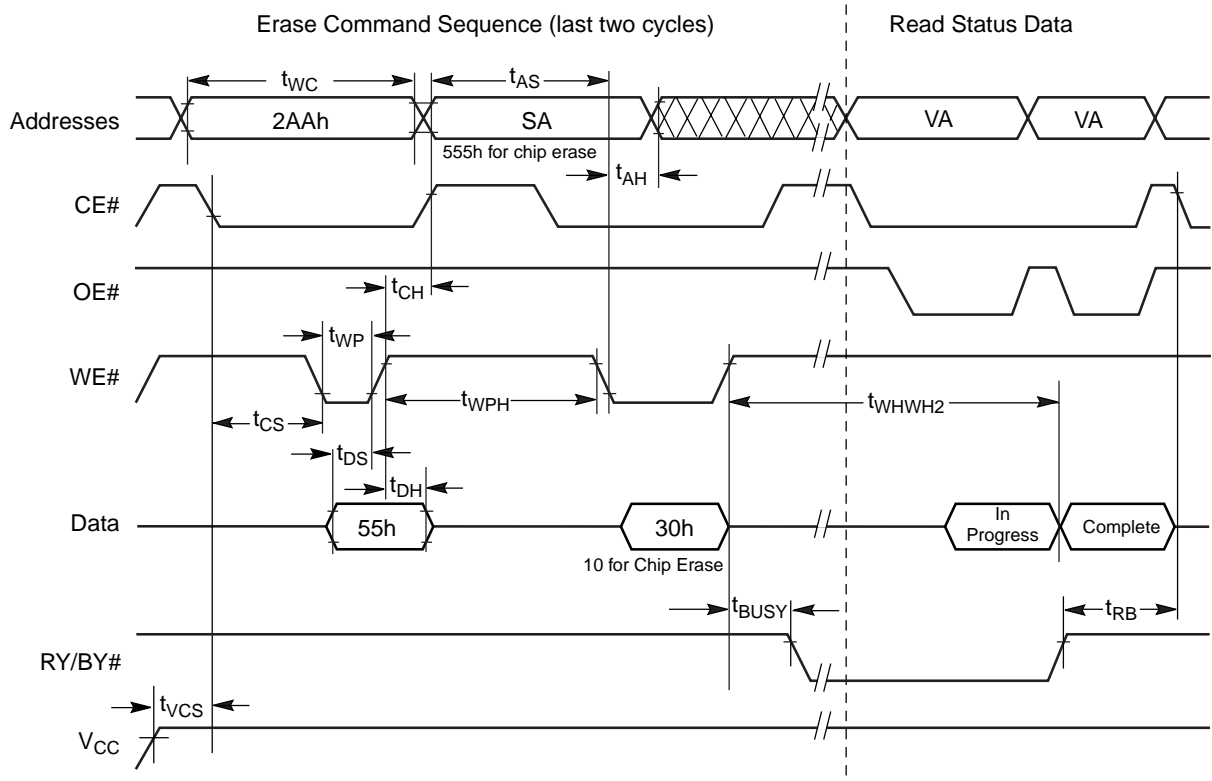 Erase Command Sequence (last two cycles)
Read Status Data
tWC
tAS
Addresses
2AAh
SA
VA
VA
555h for chip erase
tAH
CE#
OE#
tCH
tWP
WE#
tWPH
tWHWH2
tCS
tDS
tDH
Data
55h
30h
In
Progress
Complete
10 for Chip Erase
tBUSY
tRB
RY/BY#
tVCS
VCC